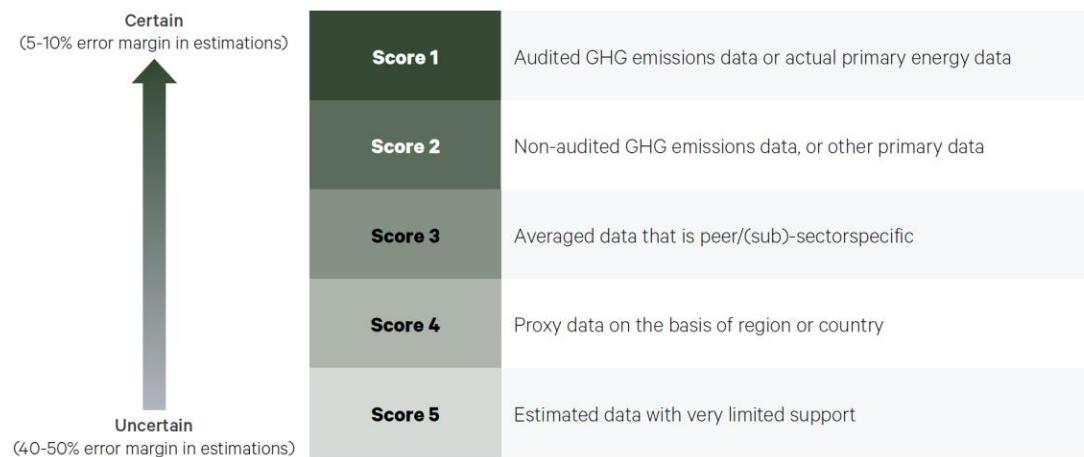 Certain
(5-10% error margin in estimations)
Score 1
Audited GHG emissions data or actual primary energy data
Score 2
Non-audited GHG emissions data, or other primary data
Score 3
Averaged data that is peer/(sub)-sectorspecific
Score 4
Proxy data on the basis of region or country
Score 5
Estimated data with very limited support
Uncertain
(40-50% error margin in estimations)